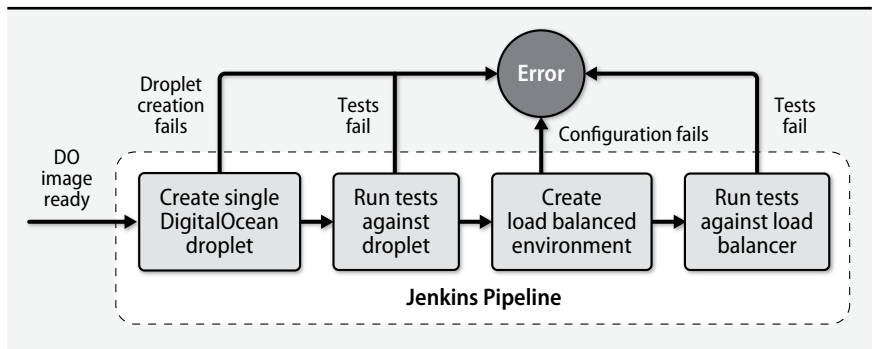 Error
Droplet
creation
fails
Tests
fail
Configuration fails
Tests
fail
DO
image
ready
Create single
DigitalOcean
droplet
Run tests
against
droplet
Create
load balanced
environment
Run tests
against load
balancer
Jenkins Pipeline